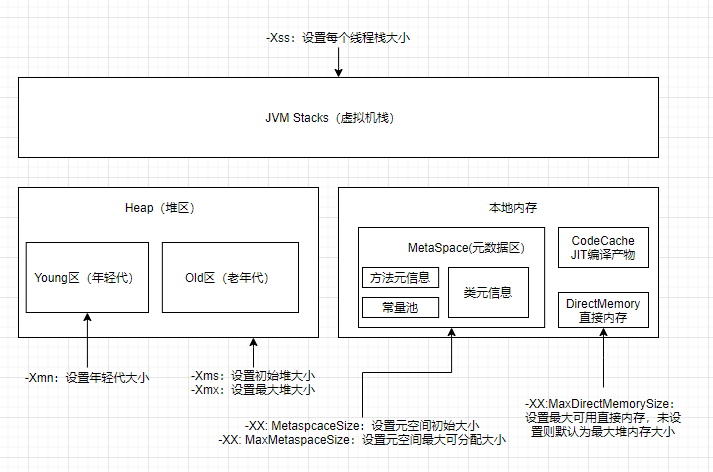 -Xss：设置每个线程栈大小
JVM Stacks（虚拟机栈）
Heap（堆区）
Young区（年轻代）
Old区（老年代）
-Xmn：设置年轻代大小
-Xms：设置初始堆大小
-Xmx：设置最大堆大小
本地内存
MetaSpace(元数据区)
方法元信息
常量池
类元信息
CodeCache
JIT编译产物
DirectMemory
直接内存
-XX: MetaspcaceSize：设置元空间初始大小
-XX: MaxMetaspaceSize：设置元空间最大可分配大小
-XX:MaxDirectMemorySize：
设置最大可用直接内存，未设
置则默认为最大堆内存大小